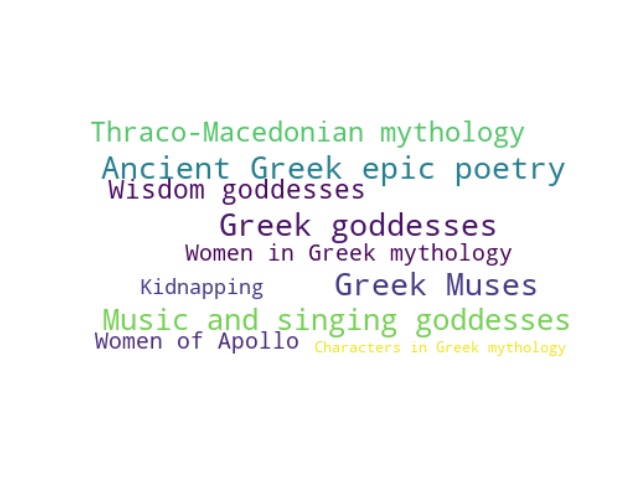 Thraco-Macedonian mythology
Ancient Greek epic poetry
Wisdom goddesses
Greek goddesses
Women in Greek mythology
Kidnapping Greek Muses
Music and singing goddesses
Women of Apollo Characters in Greek mythology